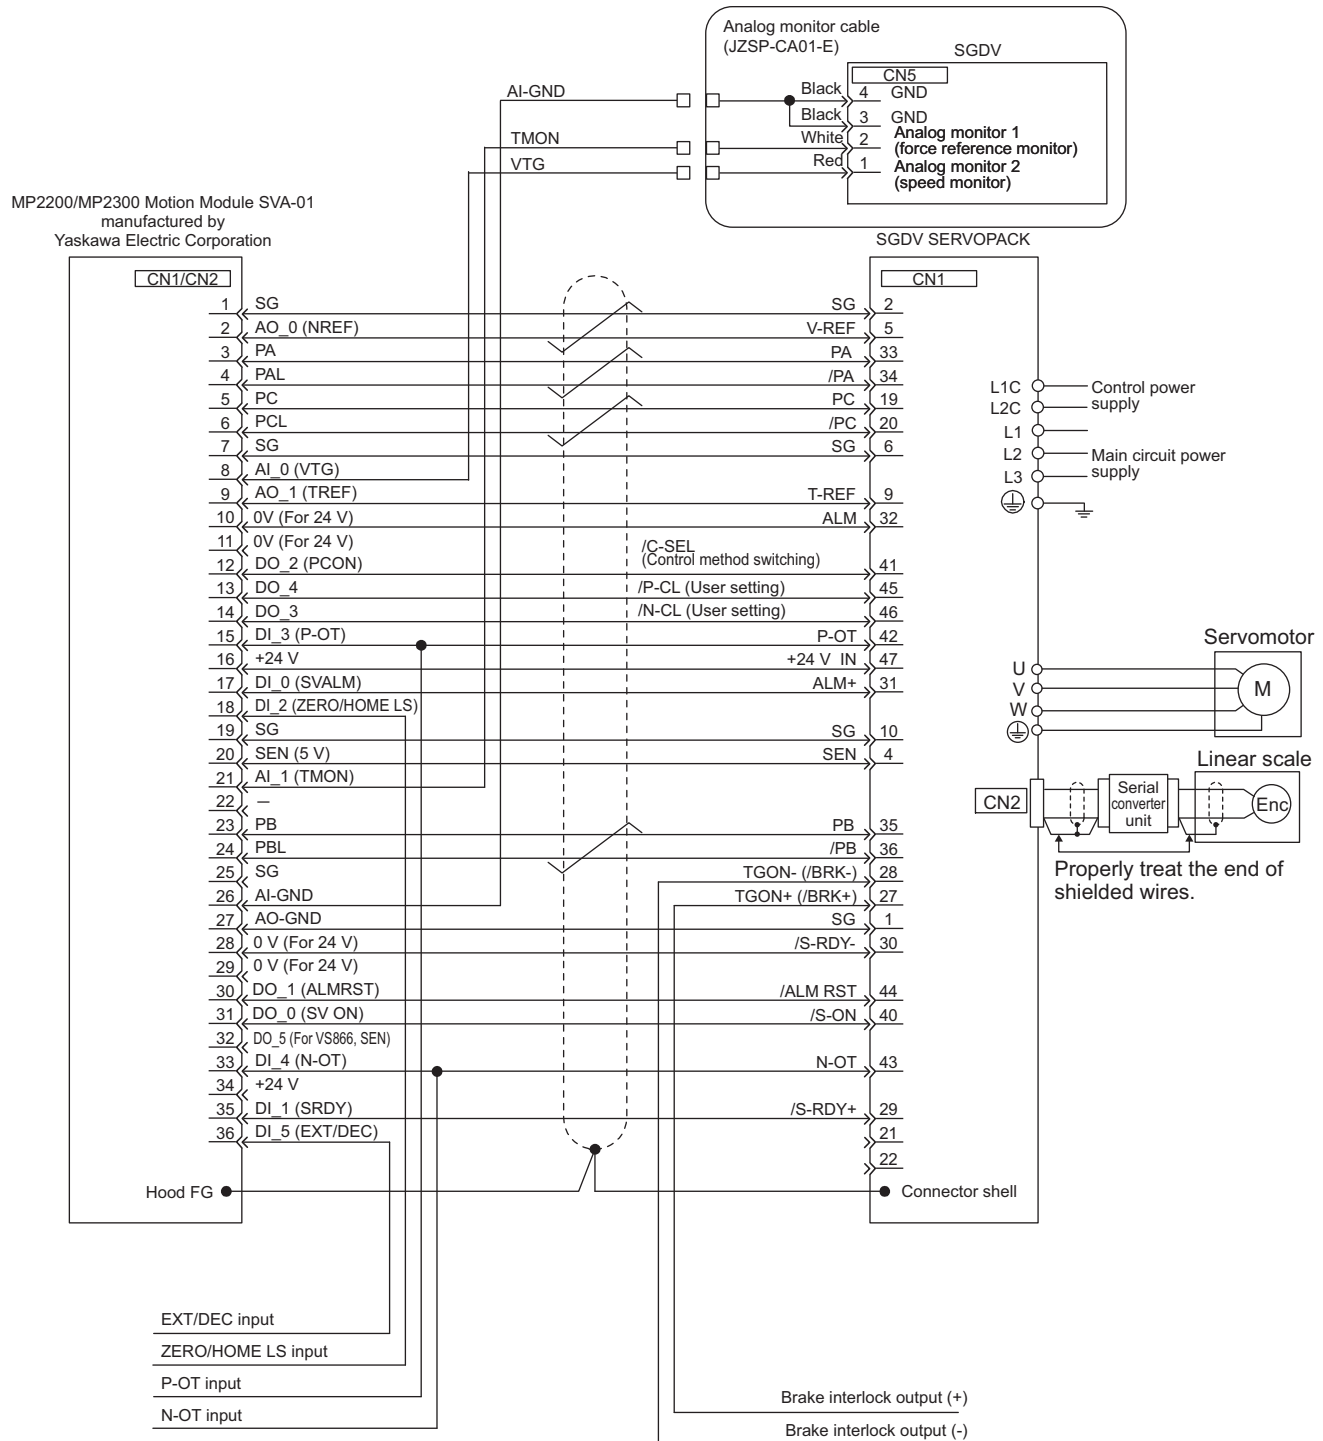 Analog monitor cable
(JZSP-CA01-E)
SGDV
CN5
AI-GND
Black 4 GND
Black 3 GND
TMON
White 2 Analog monitor 1
(force reference monitor)
VTG
Red 1 Analog monitor 2
(speed monitor)
MP2200/MP2300 Motion Module SVA-01
manufactured by
Yaskawa Electric Corporation
SGDV SERVOPACK
CN1/CN2
CN1
1 SG SG 2
2 AO_0 (NREF) V-REF 5
3 PA PA 33
4 PAL /PA 34
5 PC PC 19
6 PCL /PC 20
7 SG SG 6
8 AI_0 (VTG)
9 AO_1 (TREF) T-REF 9
10 0V (For 24 V) ALM 32
11 0V (For 24 V)
/C-SEL
(Control method switching)
12 DO_2 (PCON) 41
13 DO_4 /P-CL (User setting) 45
14 DO_3 /N-CL (User setting) 46
15 DI_3 (P-OT) P-OT 42
16 +24 V +24 V IN 47
17 DI_0 (SVALM) ALM+ 31
18 DI_2 (ZERO/HOME LS)
19 SG SG 10
20 SEN (5 V) SEN 4
21 AI_1 (TMON)
22 –
23 PB PB 35
24 PBL /PB 36
25 SG TGON- (/BRK-) 28
26 AI-GND TGON+ (/BRK+) 27
27 AO-GND SG 1
28 0 V (For 24 V) /S-RDY- 30
29 0 V (For 24 V)
30 DO_1 (ALMRST) /ALM RST 44
31 DO_0 (SV ON) /S-ON 40
32 DO_5 (For VS866, SEN)
33 DI_4 (N-OT) N-OT 43
34 +24 V
35 DI_1 (SRDY) /S-RDY+ 29
36 DI_5 (EXT/DEC) 21
22
Hood FG
Connector shell
L1C Control power
L2C supply
L1
L2 Main circuit power
L3 supply
Servomotor
U
V
W
M
Linear scale
CN2
Serial
converter
unit
Enc
Properly treat the end of
shielded wires.
EXT/DEC input
ZERO/HOME LS input
P-OT input
N-OT input
Brake interlock output (+)
Brake interlock output (-)